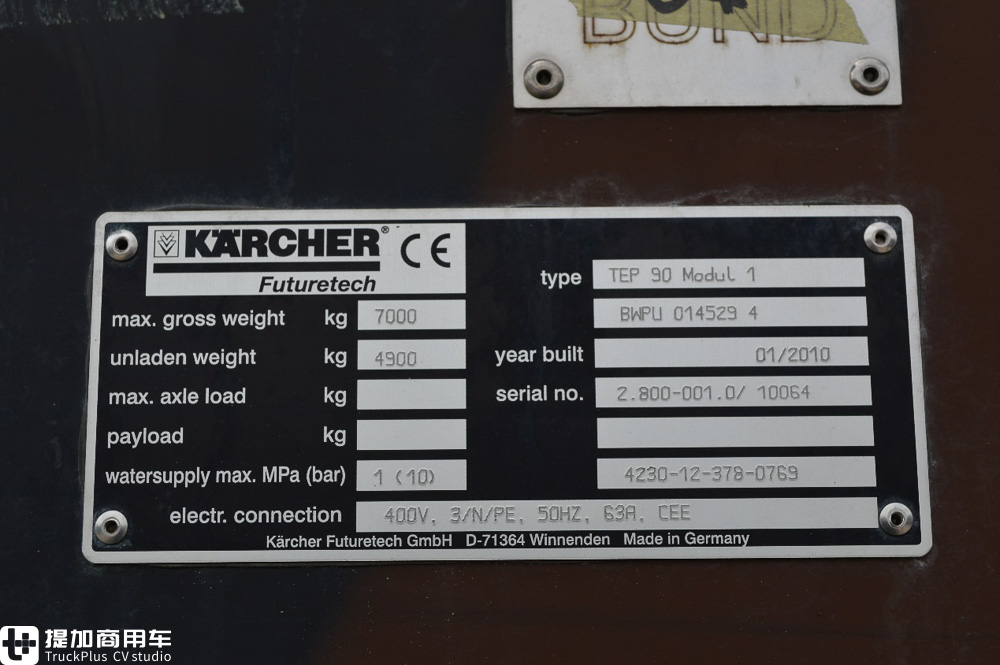 BUND
KÄRCHER® CE
Futuretech
type TEP 90 Modul 1
max. gross weight kg 7000
BWPU 014529 4
unladen weight kg 4900
year built 01/2010
max. axle load kg
serial no. 2.800-001.0/ 10064
payload kg
watersupply max. MPa (bar) 1 (10)
4230-12-378-0769
electr. connection 400V, 3/N/PE, 50HZ, 63A, CEE
Kärcher Futuretech GmbH D-71364 Winnenden Made in Germany
提加商用车
TruckPlus CVstudio